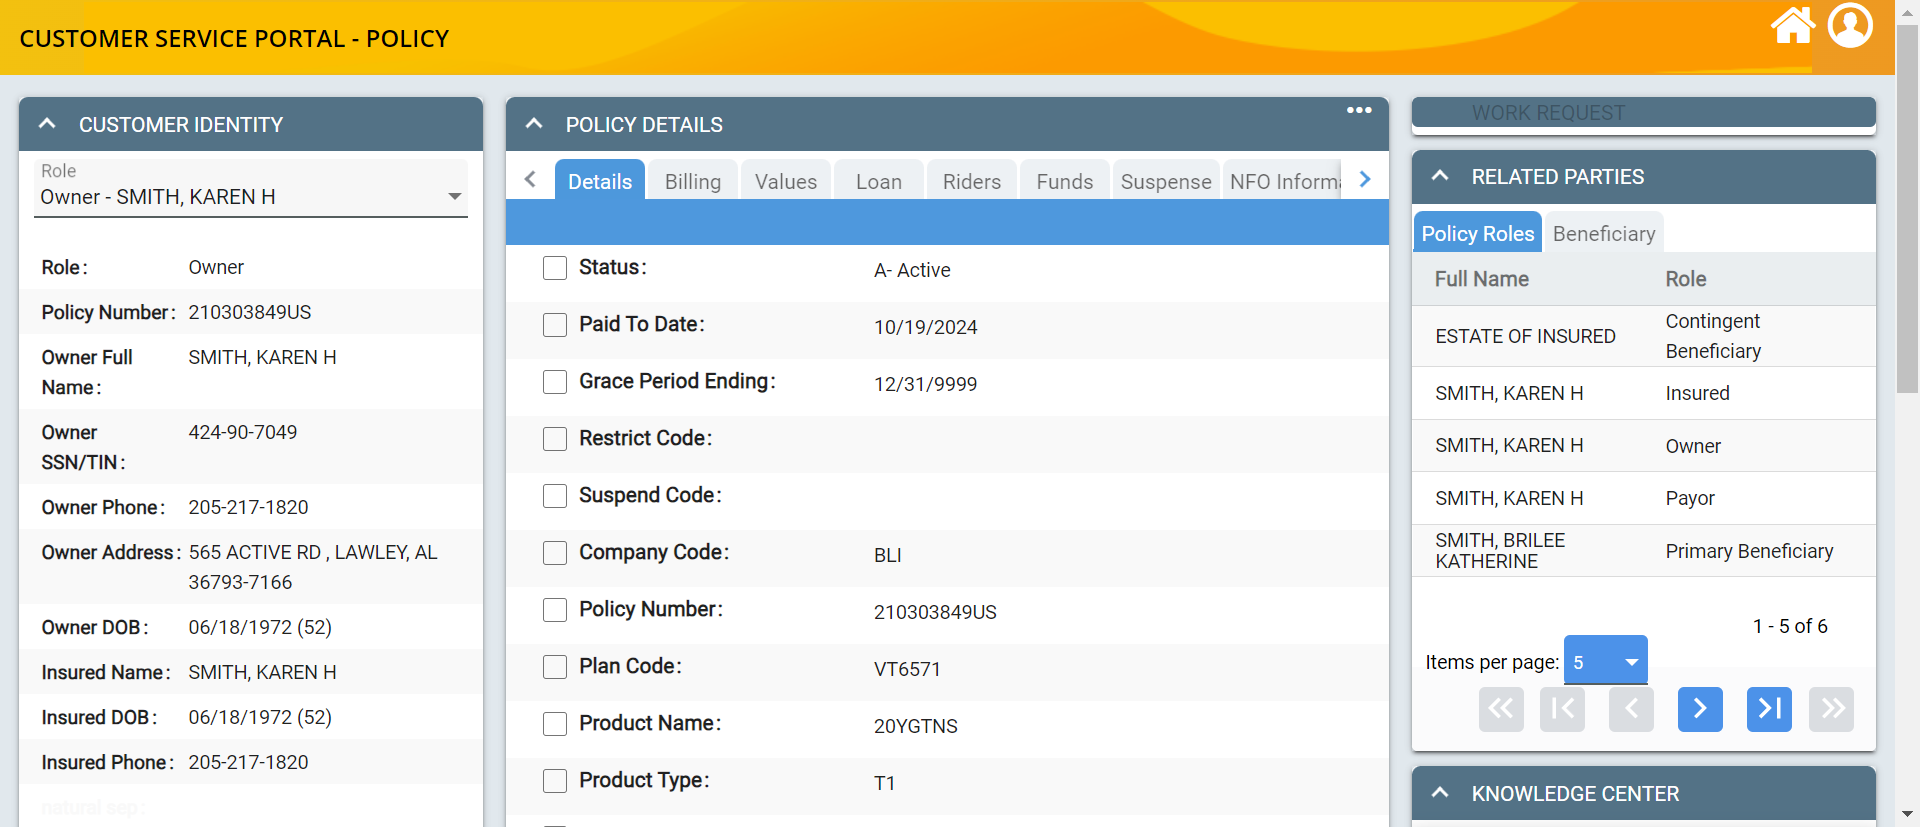 CUSTOMER SERVICE PORTAL - POLICY
CUSTOMER IDENTITY
Role
Owner - SMITH, KAREN H
Role: Owner
Policy Number: 210303849US
Owner Full Name: SMITH, KAREN H
Owner SSN/TIN: 424-90-7049
Owner Phone: 205-217-1820
Owner Address: 565 ACTIVE RD , LAWLEY, AL 36793-7166
Owner DOB: 06/18/1972 (52)
Insured Name: SMITH, KAREN H
Insured DOB: 06/18/1972 (52)
Insured Phone: 205-217-1820
natural sep:
POLICY DETAILS
Details Billing Values Loan Riders Funds Suspense NFO Informa
Status: A- Active
Paid To Date: 10/19/2024
Grace Period Ending: 12/31/9999
Restrict Code:
Suspend Code:
Company Code: BLI
Policy Number: 210303849US
Plan Code: VT6571
Product Name: 20YGTNS
Product Type: T1
WORK REQUEST
RELATED PARTIES
Policy Roles Beneficiary
Full Name Role
ESTATE OF INSURED Contingent Beneficiary
SMITH, KAREN H Insured
SMITH, KAREN H Owner
SMITH, KAREN H Payor
SMITH, BRILEE KATHERINE Primary Beneficiary
1 - 5 of 6
Items per page: 5
KNOWLEDGE CENTER